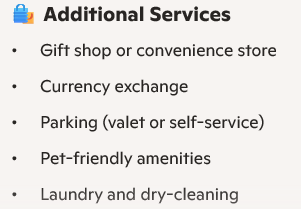 🛍️ Additional Services
• Gift shop or convenience store
• Currency exchange
• Parking (valet or self-service)
• Pet-friendly amenities
• Laundry and dry-cleaning